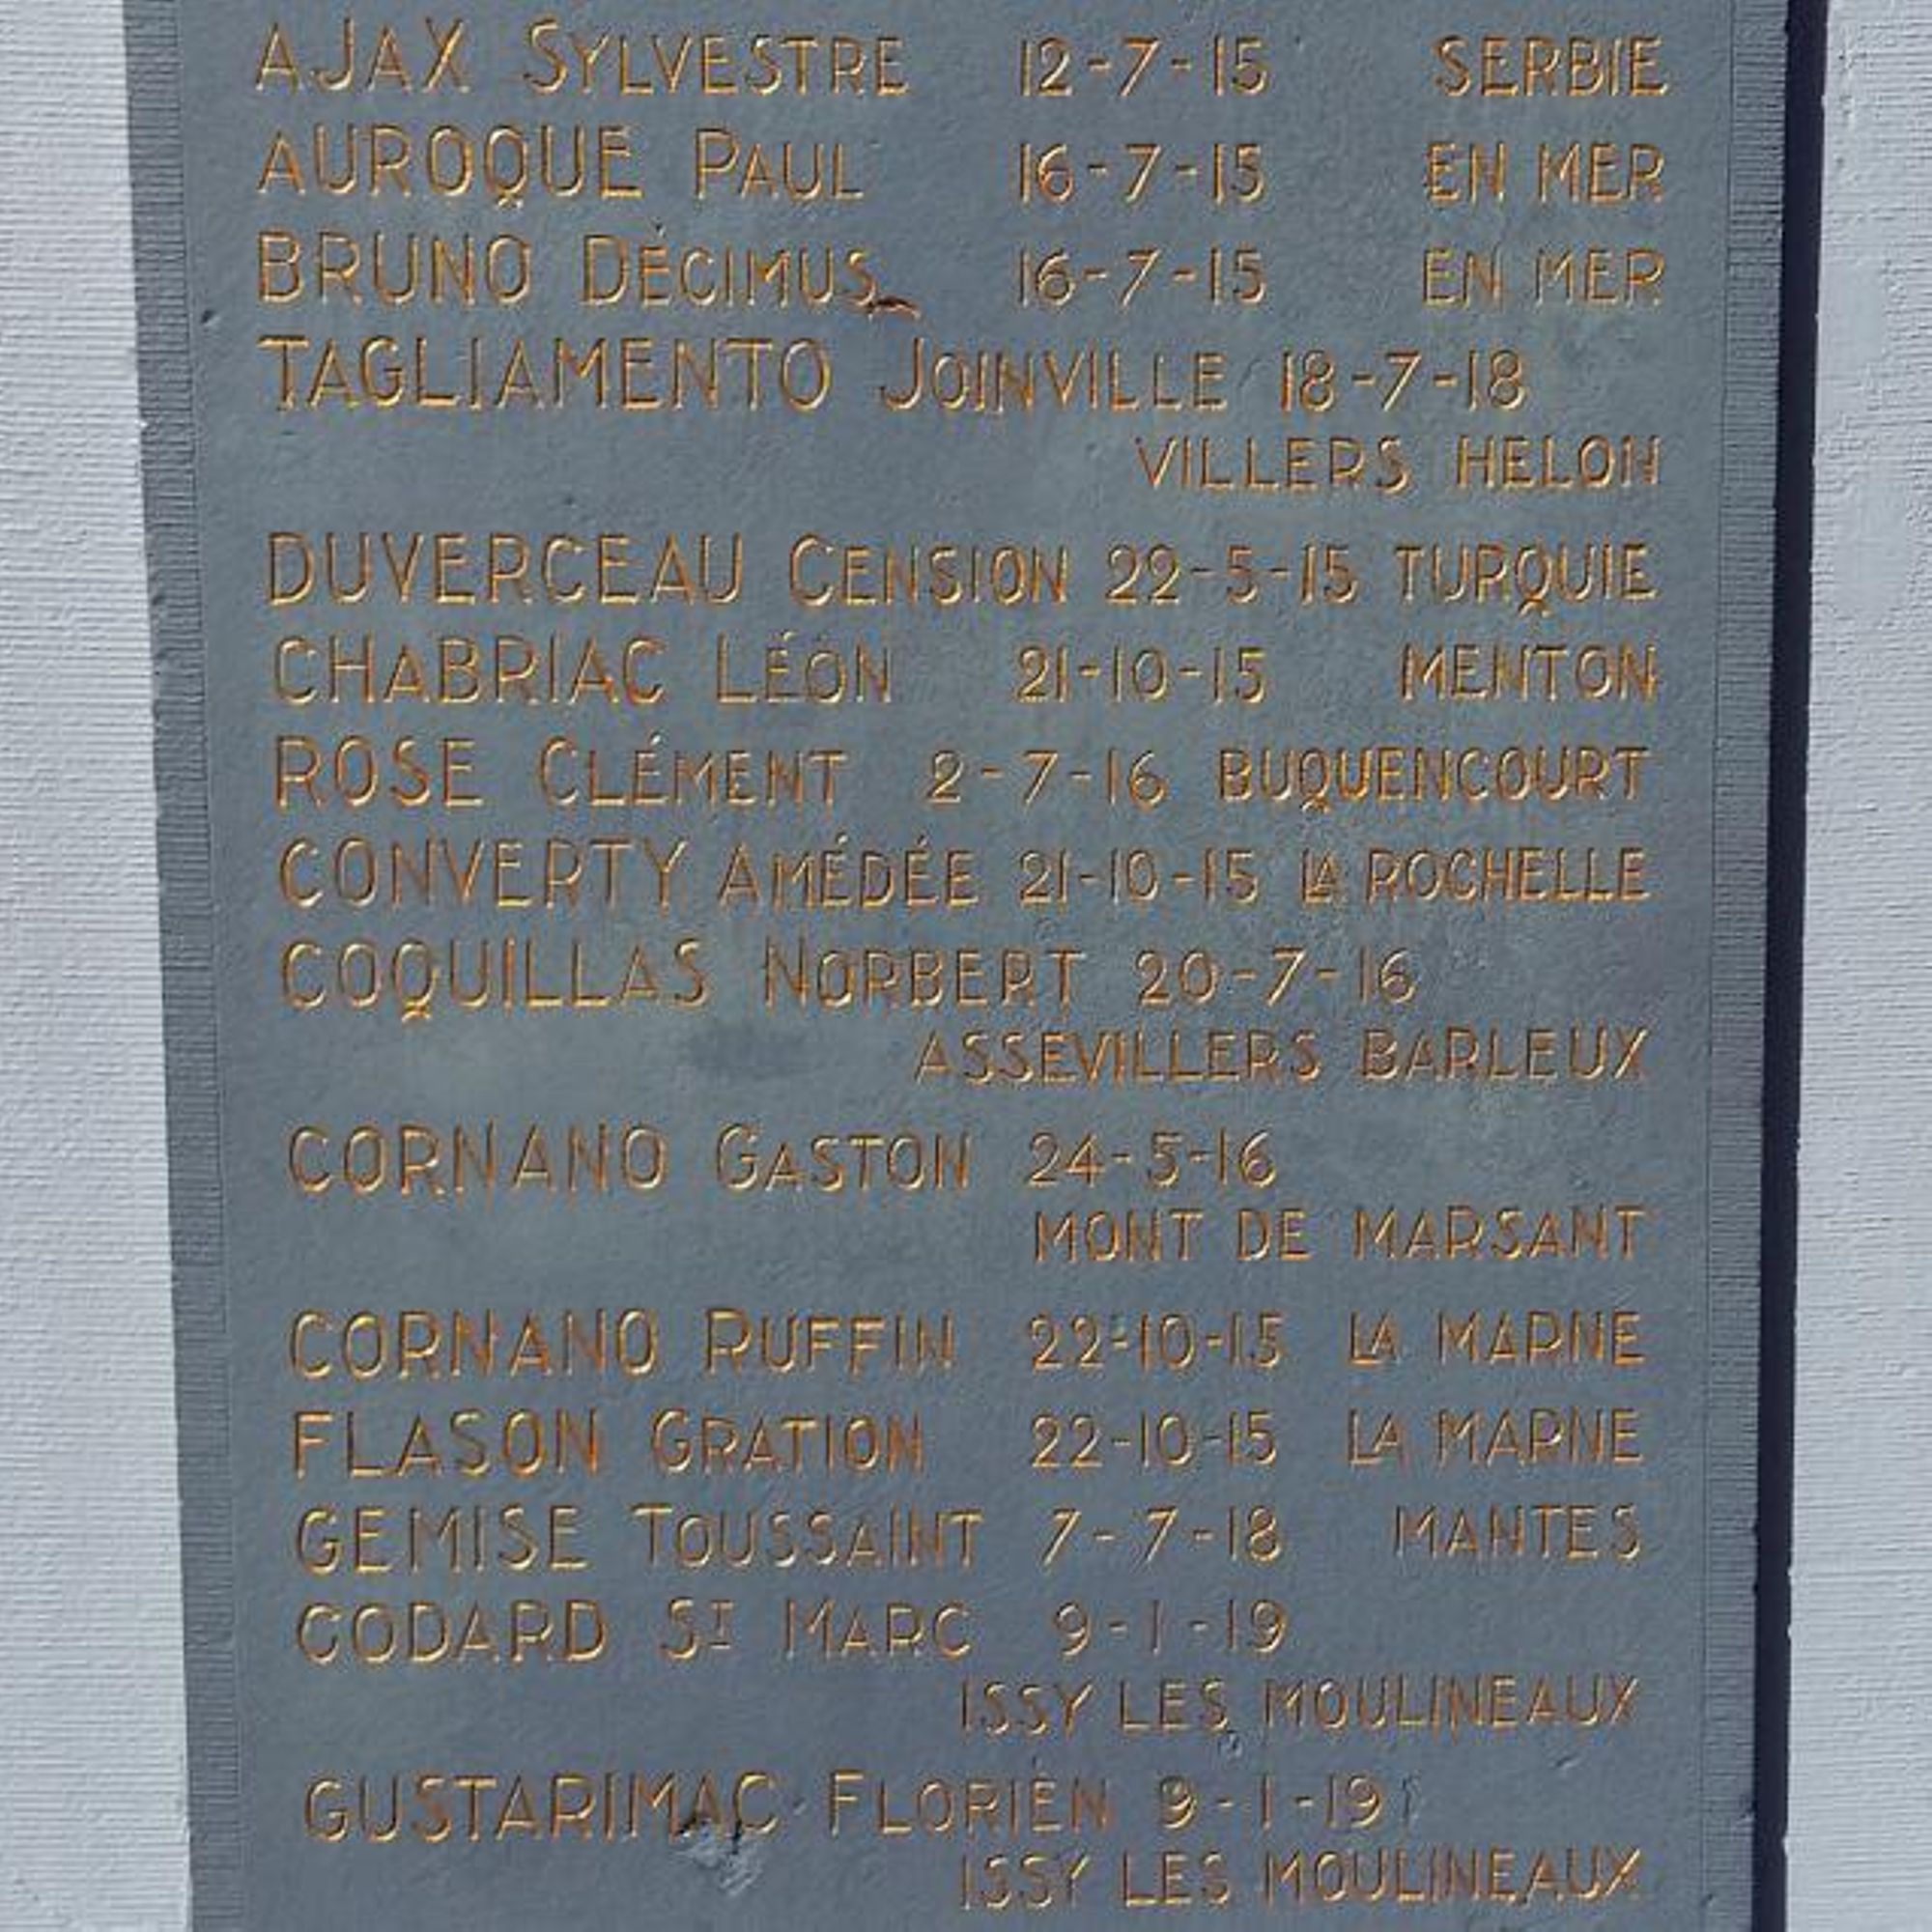 AJAX SYLVESTRE 12-7-15 SERBIE
AUROQUE PAUL 16-7-15 EN MER
BRUNO DÉCIMUS 16-7-15 EN MER
TAGLIAMENTO JOINVILLE 18-7-18
VILLERS HELON
DUVERCEAU CENSION 22-5-15 TURQUIE
CHABRIAC LÉON 21-10-15 MENTON
ROSE CLÉMENT 2-7-16 BUQUENCOURT
CONVERTY AMÉDÉE 21-10-15 LA ROCHELLE
COQUILLAS NORBERT 20-7-16
ASSEVILLERS BARLEUX
CORNANO GASTON 24-5-16
MONT DE MARSANT
CORNANO RUFFIN 22-10-15 LA MARNE
FLASON GRATION 22-10-15 LA MARNE
GEMISE TOUSSAINT 7-7-18 MANTES
GODARD ST MARC 9-1-19
ISSY LES MOULINEAUX
GUSTARIMAC FLORIEN 9-1-19
ISSY LES MOULINEAUX